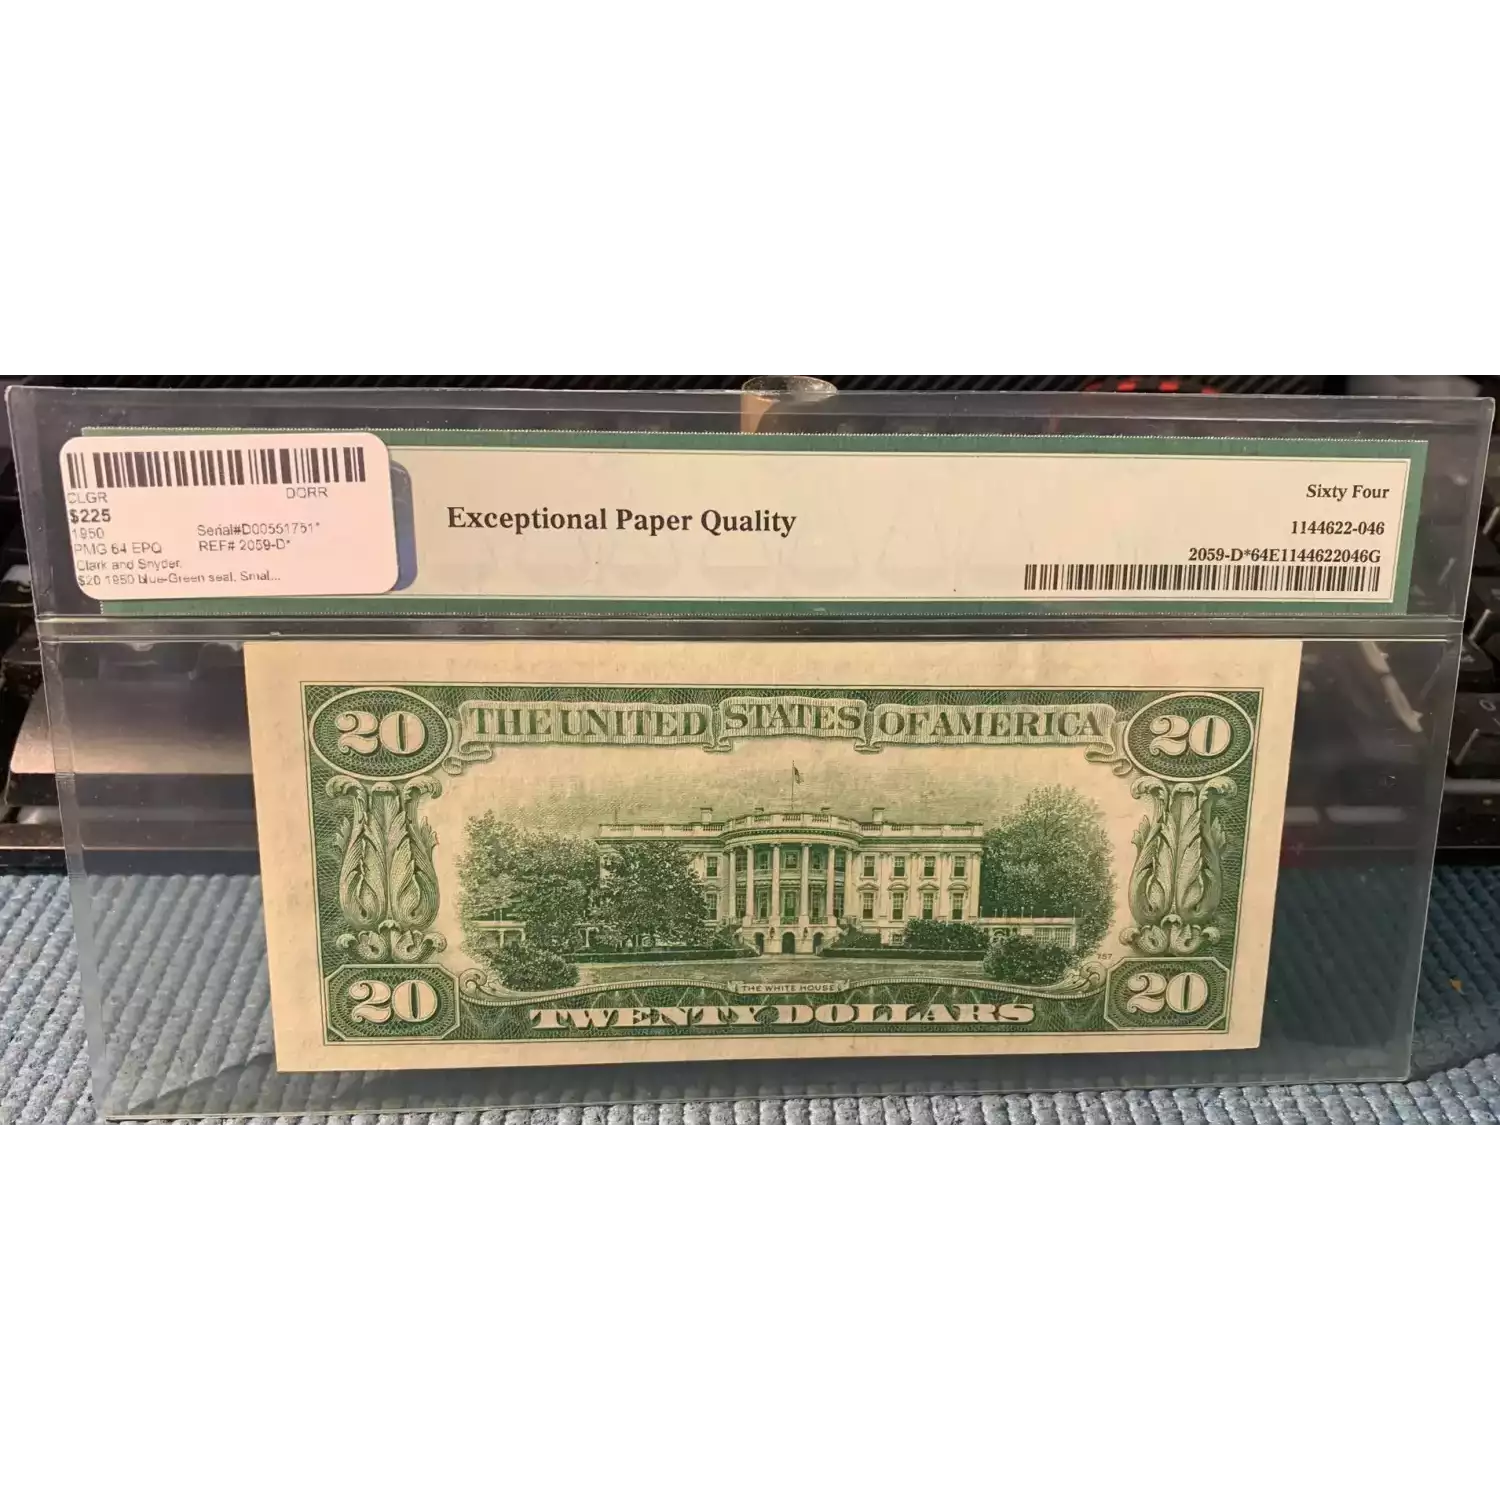 CLGR DORR
$225
1950 Serial#D00551751*
PMG 64 EPQ REF# 2059-D*
Clark and Snyder,
$20 1950 blue-Green seal. Smal...
Exceptional Paper Quality
Sixty Four
1144622-046
2059-D*64E1144622046G
20 THE UNITED STATES OF AMERICA 20
THE WHITE HOUSE
20 TWENTY DOLLARS 20